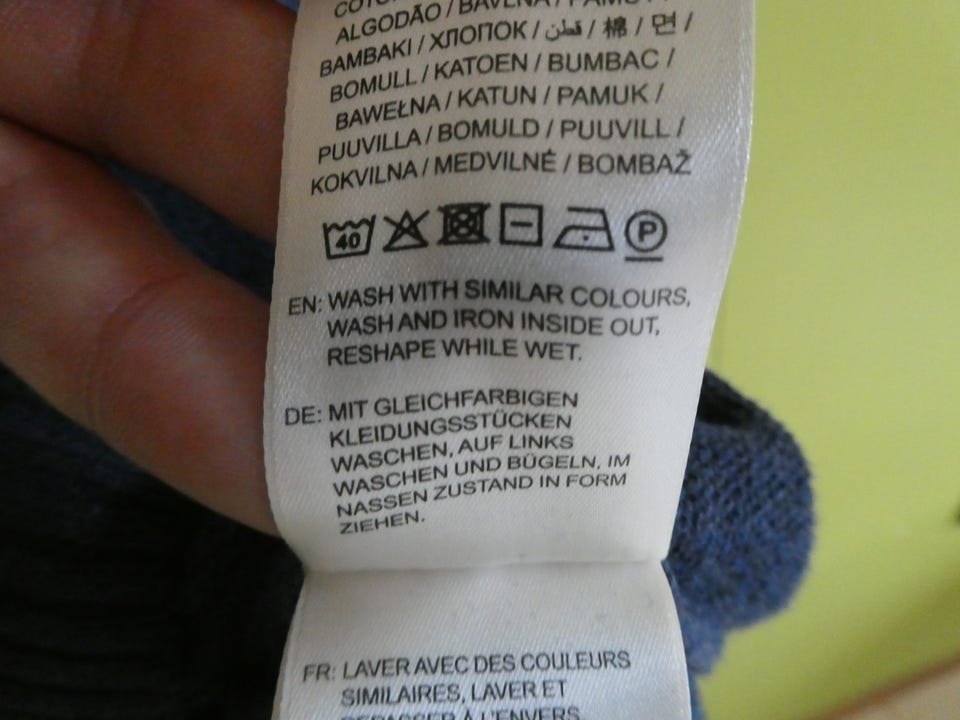 ALGODÃO / BAVLNA / PAMUT /
BAMBAKI / ХЛОПОК / قطن / 棉 / 면 /
BOMULL / KATOEN / BUMBAC /
BAWEŁNA / KATUN / PAMUK /
PUUVILLA / BOMULD / PUUVILL /
KOKVILNA / MEDVILNĖ / BOMBAŽ
40 P
EN: WASH WITH SIMILAR COLOURS,
WASH AND IRON INSIDE OUT,
RESHAPE WHILE WET.
DE: MIT GLEICHFARBIGEN
KLEIDUNGSSTÜCKEN
WASCHEN, AUF LINKS
WASCHEN UND BÜGELN, IM
NASSEN ZUSTAND IN FORM
ZIEHEN.
FR: LAVER AVEC DES COULEURS
SIMILAIRES, LAVER ET
REPASSER À L'ENVERS